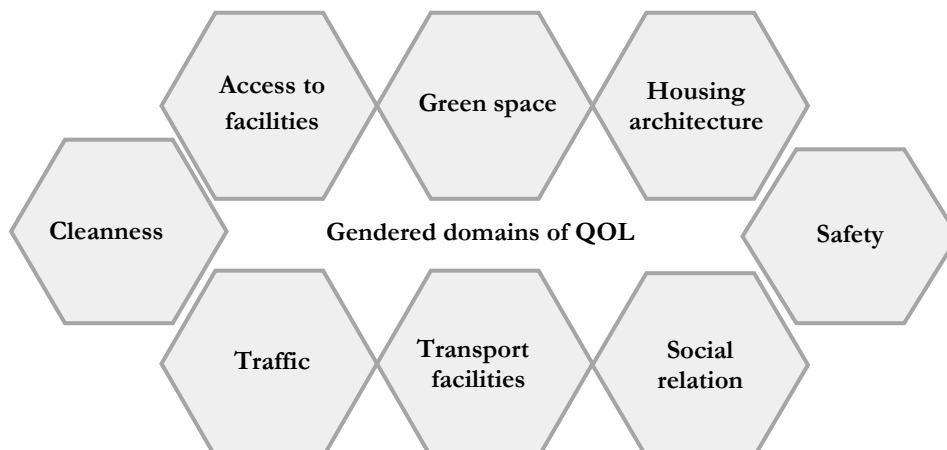 Access to
facilities
Green space
Housing
architecture
Cleanness
Gendered domains of QOL
Safety
Traffic
Transport
facilities
Social
relation